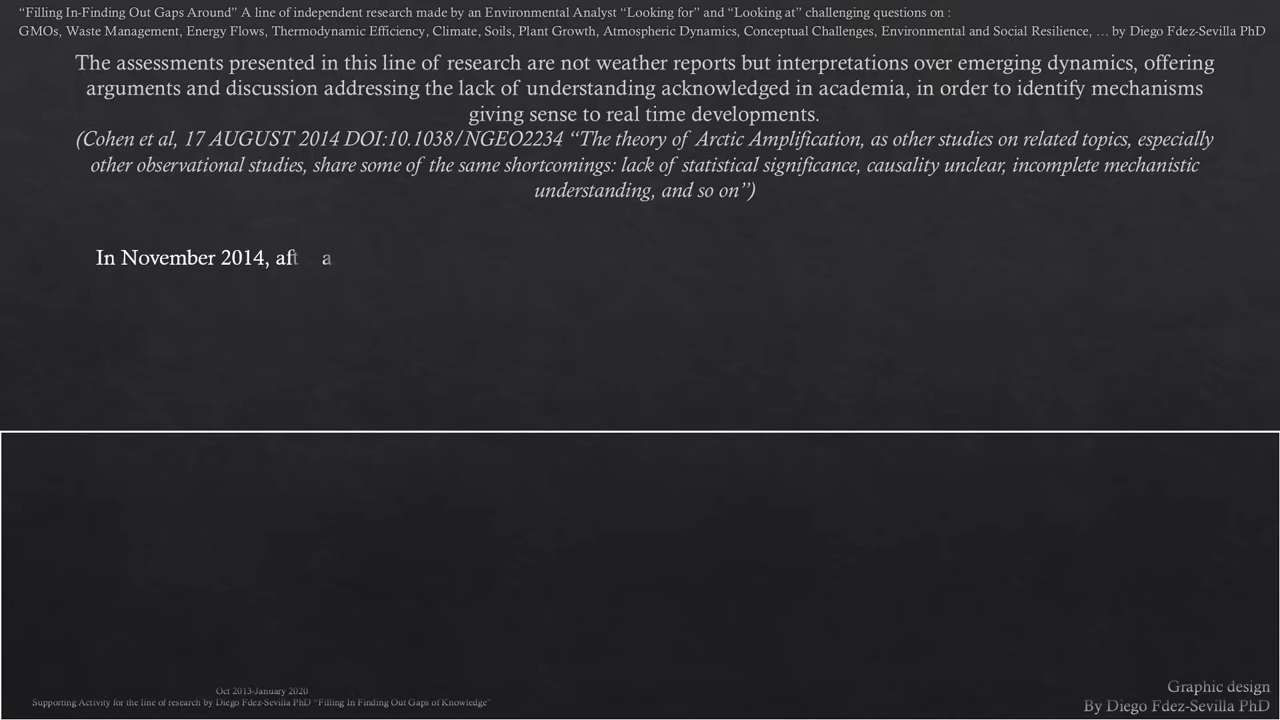 “Filling In-Finding Out Gaps Around” A line of independent research made by an Environmental Analyst “Looking for” and “Looking at” challenging questions on :
GMOs, Waste Management, Energy Flows, Thermodynamic Efficiency, Climate, Soils, Plant Growth, Atmospheric Dynamics, Conceptual Challenges, Environmental and Social Resilience, … by Diego Fdez-Sevilla PhD
The assessments presented in this line of research are not weather reports but interpretations over emerging dynamics, offering
arguments and discussion addressing the lack of understanding acknowledged in academia, in order to identify mechanisms
giving sense to real time developments.
(Cohen et al, 17 AUGUST 2014 DOI:10.1038/NGEO2234 “The theory of Arctic Amplification, as other studies on related topics, especially
other observational studies, share some of the same shortcomings: lack of statistical significance, causality unclear, incomplete mechanistic
understanding, and so on”)
In November 2014, aft a
Oct 2013-January 2020
Supporting Activity for the line of research by Diego Fdez-Sevilla PhD “Filling In Finding Out Gaps of Knowledge”
Graphic design
By Diego Fdez-Sevilla PhD